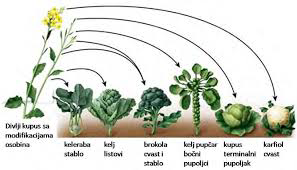 Divlji kupus sa
modifikacijama
osobina
keleraba
stablo
kelj
listovi
brokola
cvast i
stablo
kelj pupčar
bočni
pupoljci
kupus
terminalni
pupoljak
karfiol
cvast